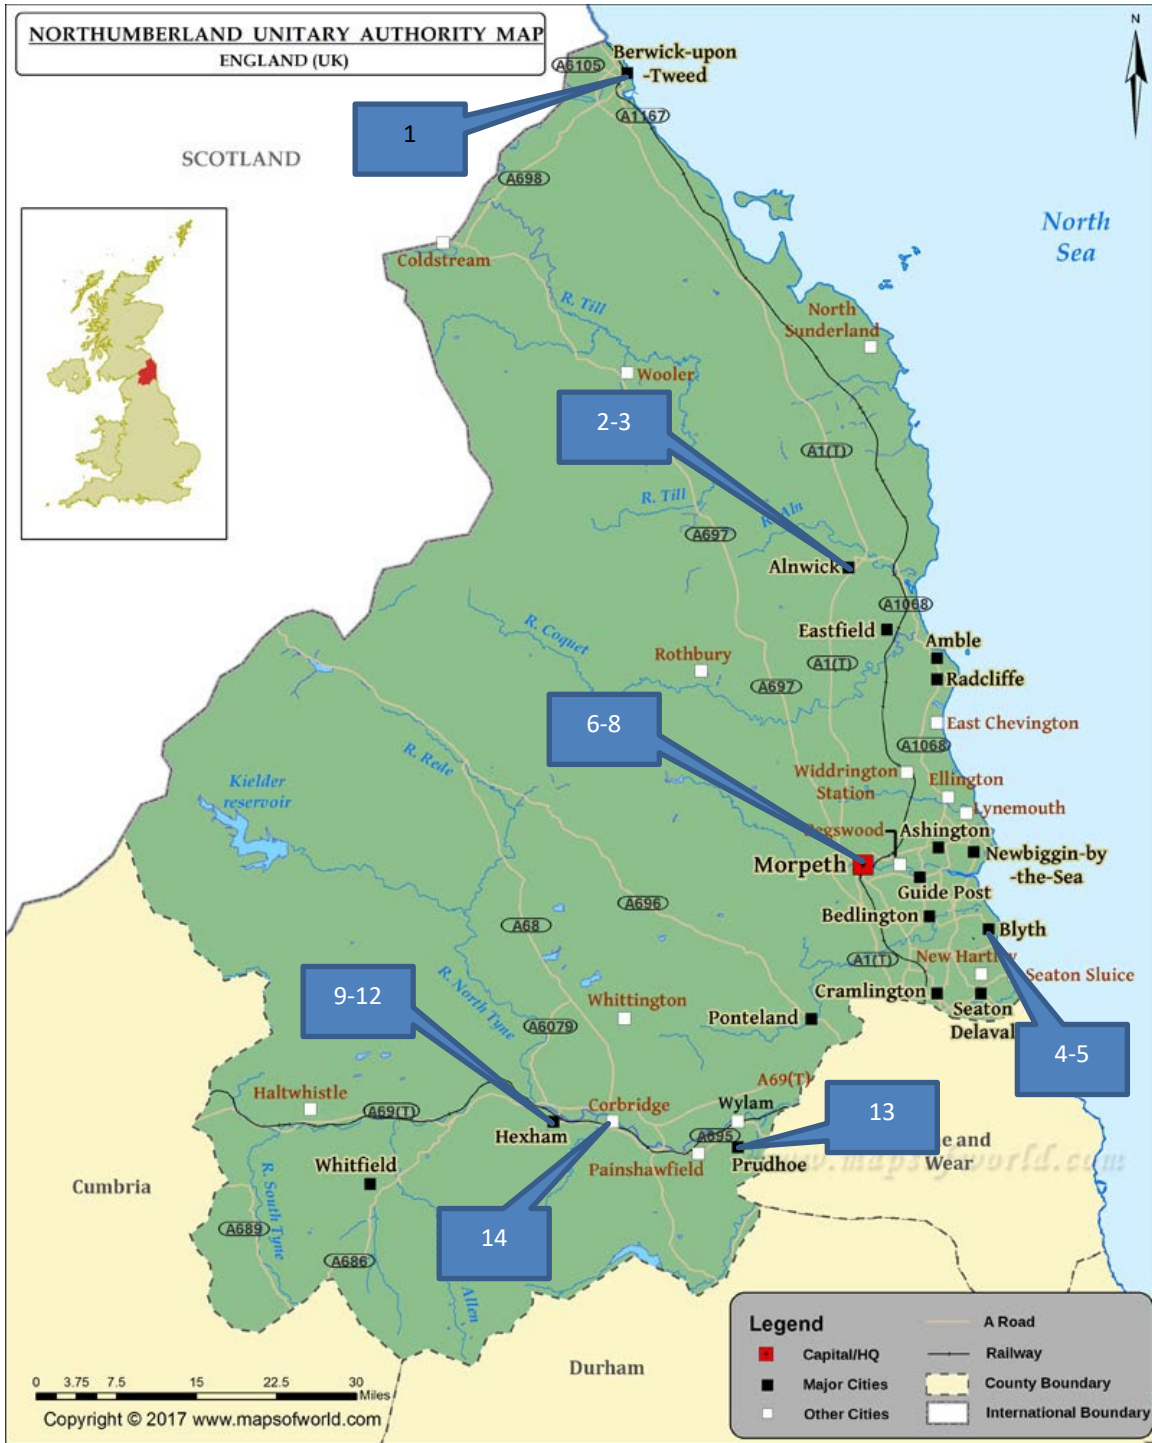 NORTHUMBERLAND UNITARY AUTHORITY MAP
ENGLAND (UK)
N
Berwick-upon
-Tweed
A6105
A1167
1
SCOTLAND
A698
North
Sea
Coldstream
R. Till
North
Sunderland
Wooler
2-3
A1(T)
R. Till
R. Aln
A697
Alnwick
A1068
R. Coquet
Eastfield
Amble
Rothbury
A1(T)
Radcliffe
A697
6-8
East Chevington
A1068
R. Rede
Widdrington
Station
Ellington
Kielder
reservoir
Lynemouth
Ashington
Morpeth
Newbiggin-by
-the-Sea
Guide Post
A696
Bedlington
A68
Blyth
A1(T)
Seaton Sluice
9-12
R. North Tyne
Whittington
Cramlington
Ponteland
Seaton
Delaval
A6079
4-5
A69(T)
Haltwhistle
A69(T)
Corbridge
Wylam
13
Hexham
A695
and
Wear
Whitfield
Painshawfield
Prudhoe
www.mapsofworld.com
Cumbria
R. South Tyne
A689
14
A686
Allen
Legend
A Road
Capital/HQ
Railway
Major Cities
County Boundary
Other Cities
International Boundary
Durham
0 3.75 7.5 15 22.5 30
Miles
Copyright © 2017 www.mapsofworld.com